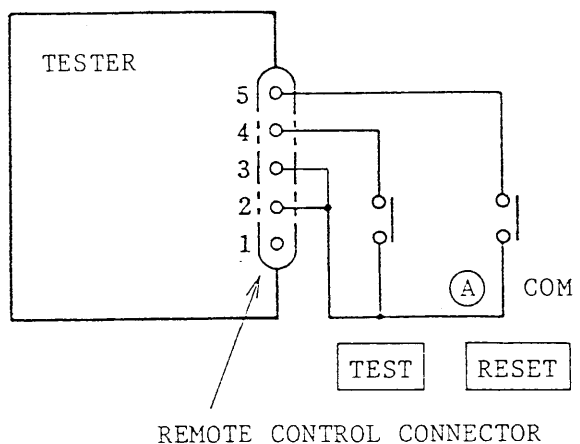 TESTER
5
4
3
2
1
A COM
TEST RESET
REMOTE CONTROL CONNECTOR